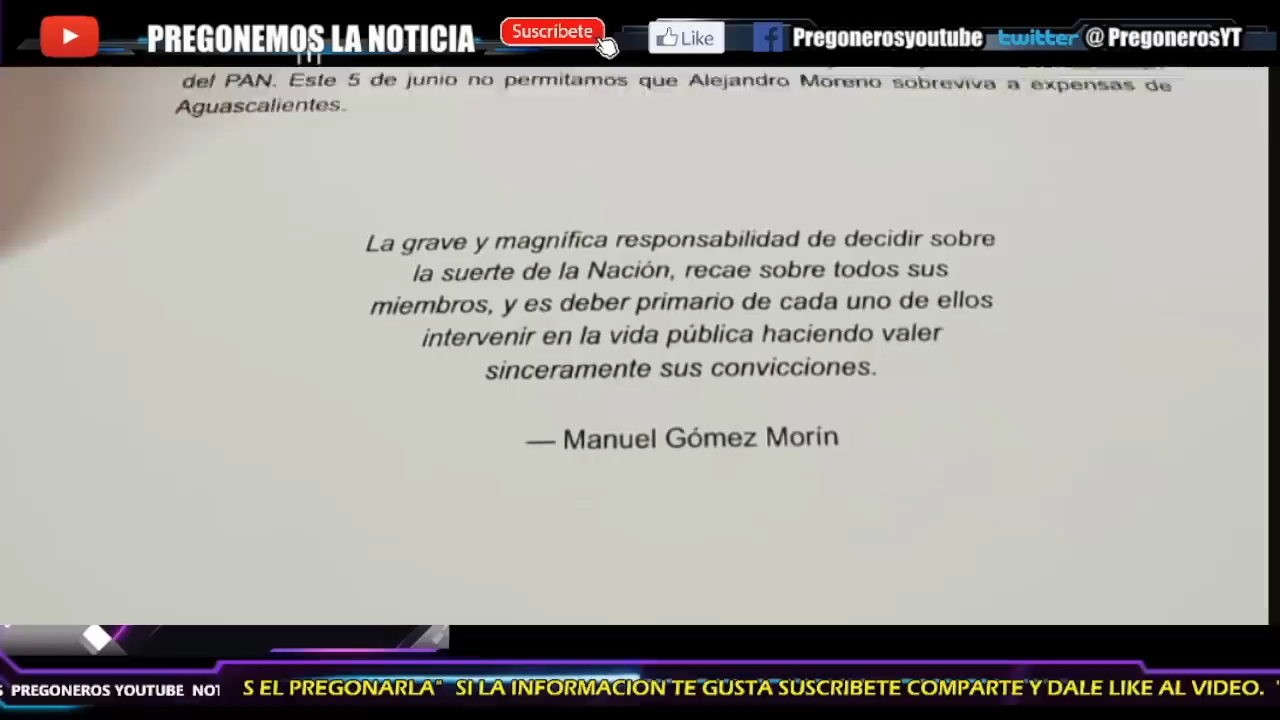 PREGONEMOS LA NOTICIA
Suscríbete
Like
Pregonerosyoutube
twitter @PregonerosYT
del PAN. Este 5 de junio no permitamos que Alejandro Moreno sobreviva a expensas de
Aguascalientes.
La grave y magnífica responsabilidad de decidir sobre
la suerte de la Nación, recae sobre todos sus
miembros, y es deber primario de cada uno de ellos
intervenir en la vida pública haciendo valer
sinceramente sus convicciones.
— Manuel Gómez Morín
S PREGONEROS YOUTUBE NOT
S EL PREGONARLA" SI LA INFORMACION TE GUSTA SUSCRIBETE COMPARTE Y DALE LIKE AL VIDEO.